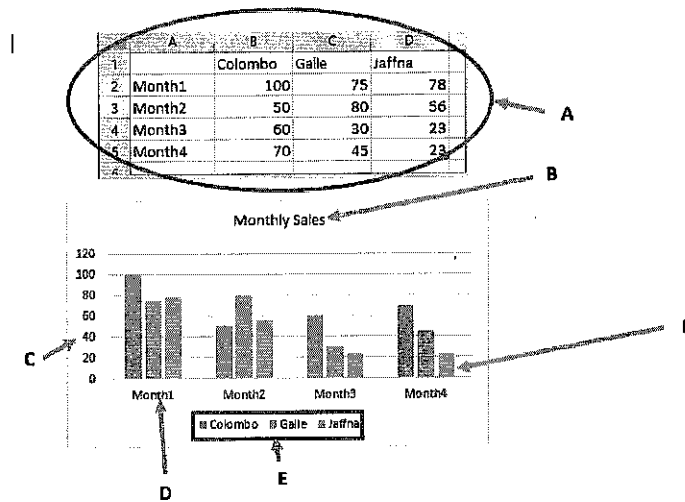 A B C D
1 Colombo Galle Jaffna
2 Month1 100 75 78
3 Month2 50 80 56
4 Month3 60 30 23
5 Month4 70 45 23
6
A
B
Monthly Sales
120
100
80
60
40
20
0
C
Month1 Month2 Month3 Month4
Colombo Galle Jaffna
D
E